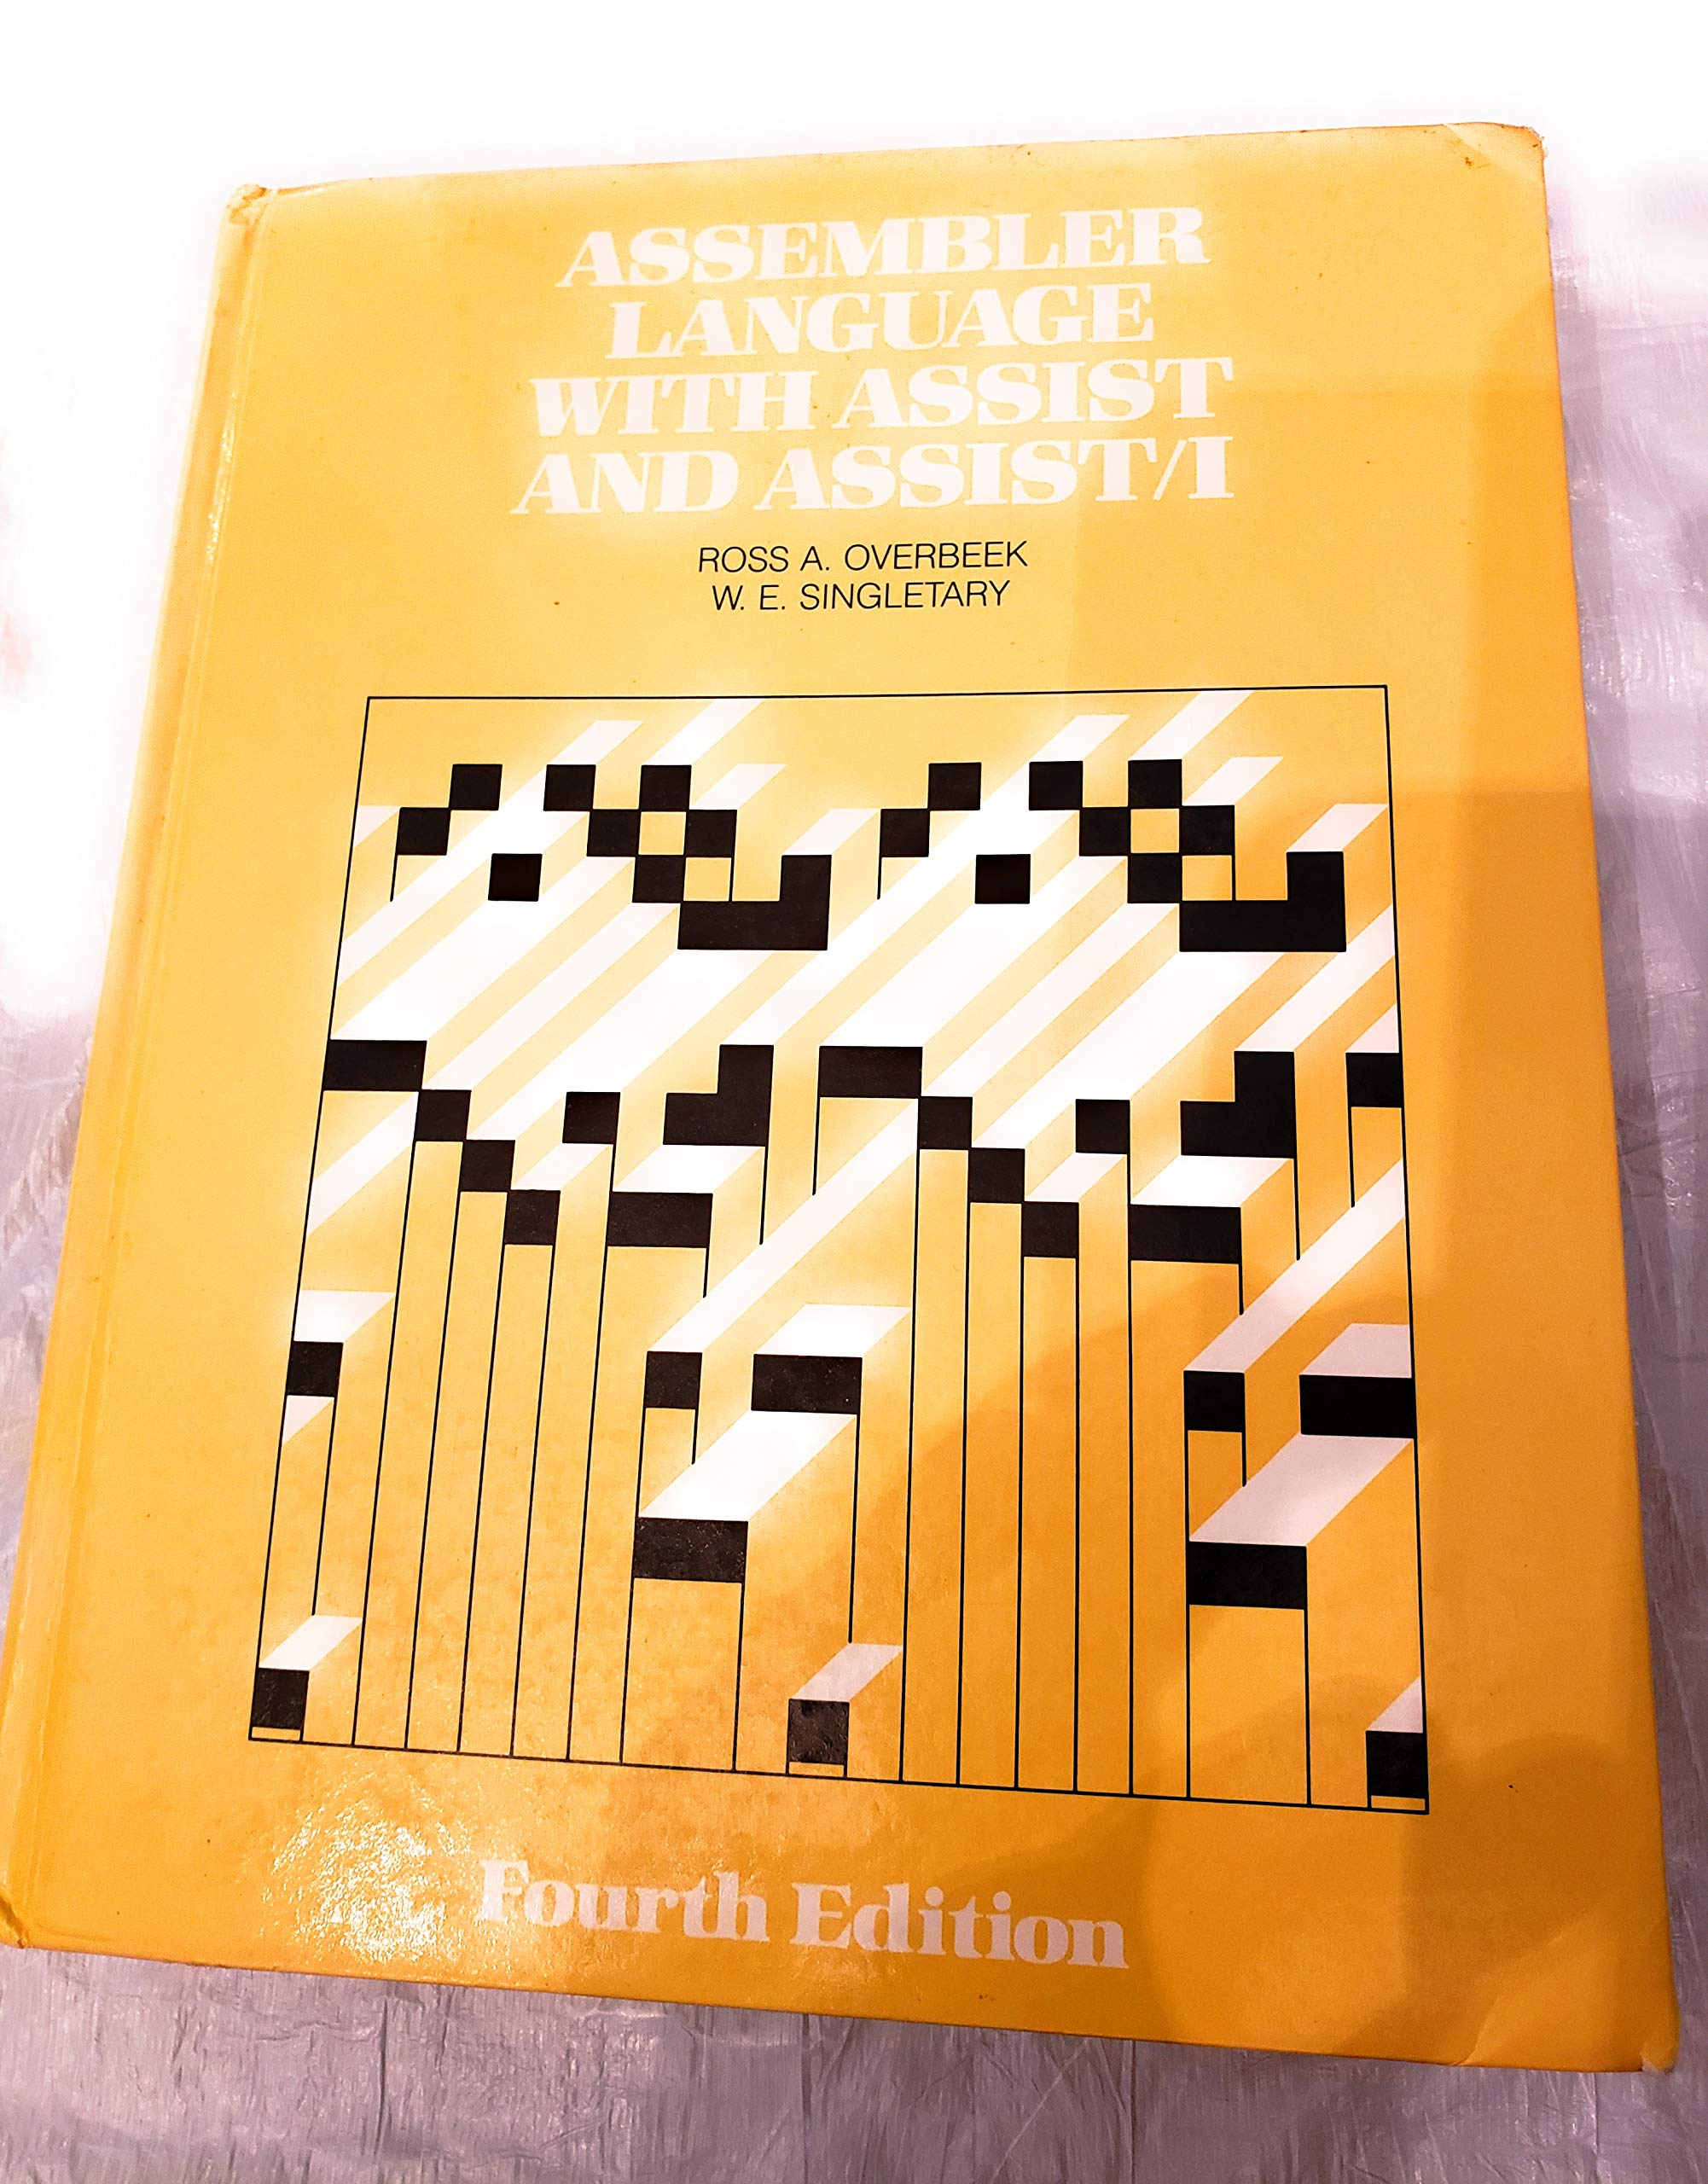 ASSEMBLER
LANGUAGE
WITH ASSIST
AND ASSIST/I
ROSS A. OVERBEEK
W. E. SINGLETARY
Fourth Edition